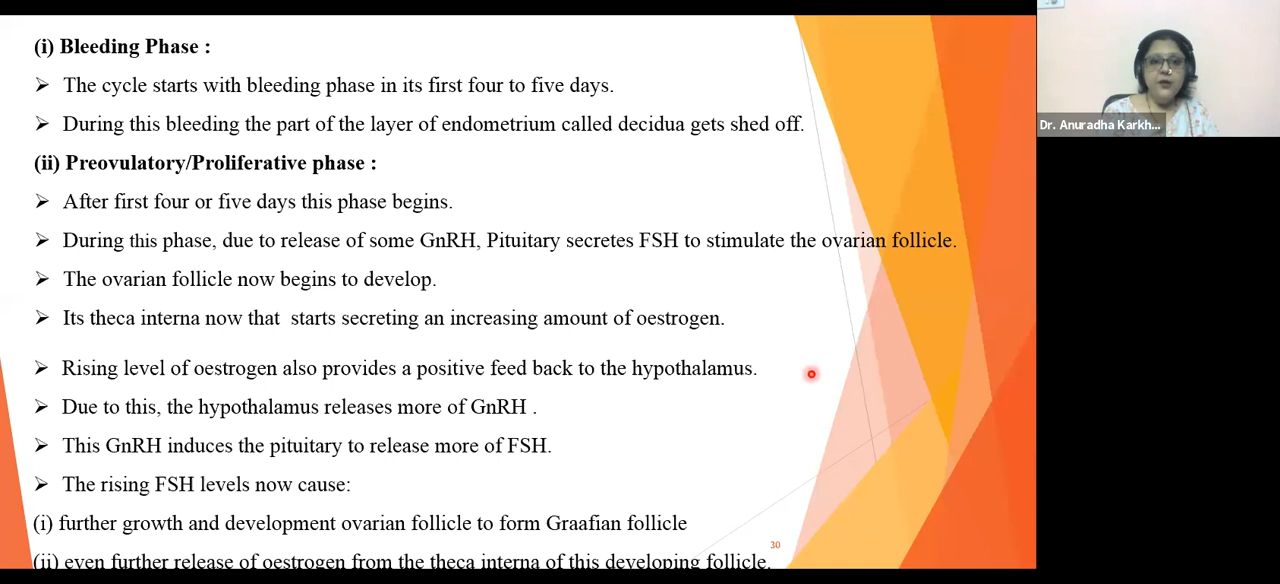 (i) Bleeding Phase :
➢ The cycle starts with bleeding phase in its first four to five days.
➢ During this bleeding the part of the layer of endometrium called decidua gets shed off.
(ii) Preovulatory/Proliferative phase :
➢ After first four or five days this phase begins.
➢ During this phase, due to release of some GnRH, Pituitary secretes FSH to stimulate the ovarian follicle.
➢ The ovarian follicle now begins to develop.
➢ Its theca interna now that starts secreting an increasing amount of oestrogen.
➢ Rising level of oestrogen also provides a positive feed back to the hypothalamus.
➢ Due to this, the hypothalamus releases more of GnRH .
➢ This GnRH induces the pituitary to release more of FSH.
➢ The rising FSH levels now cause:
(i) further growth and development ovarian follicle to form Graafian follicle
(ii) even further release of oestrogen from the theca interna of this developing follicle.
30
Dr. Anuradha Karkh...